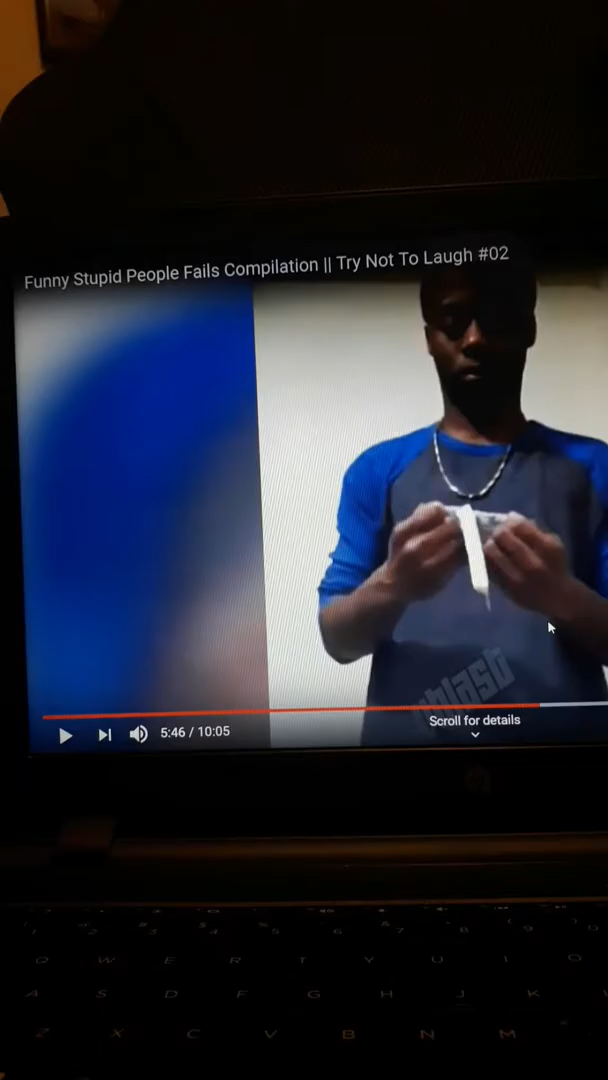 Funny Stupid People Fails Compilation || Try Not To Laugh #02
Scroll for details
5:46 / 10:05
Q W E R T Y U I O
A S D F G H J K
Z X C V B N M